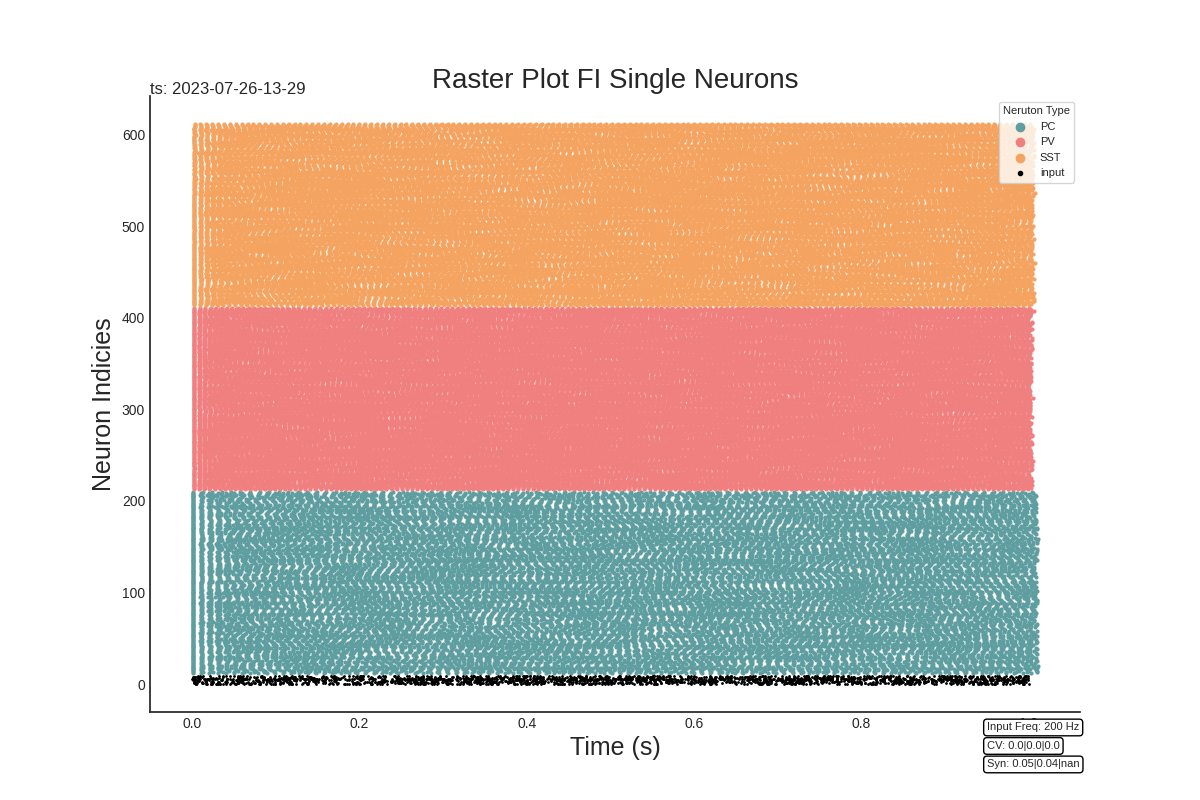 Raster Plot FI Single Neurons
ts: 2023-07-26-13-29
Neruton Type
PC
PV
SST
input
600
500
400
300
200
100
0
Neuron Indicies
0.0 0.2 0.4 0.6 0.8
Time (s)
Input Freq: 200 Hz
CV: 0.0|0.0|0.0
Syn: 0.05|0.04|nan